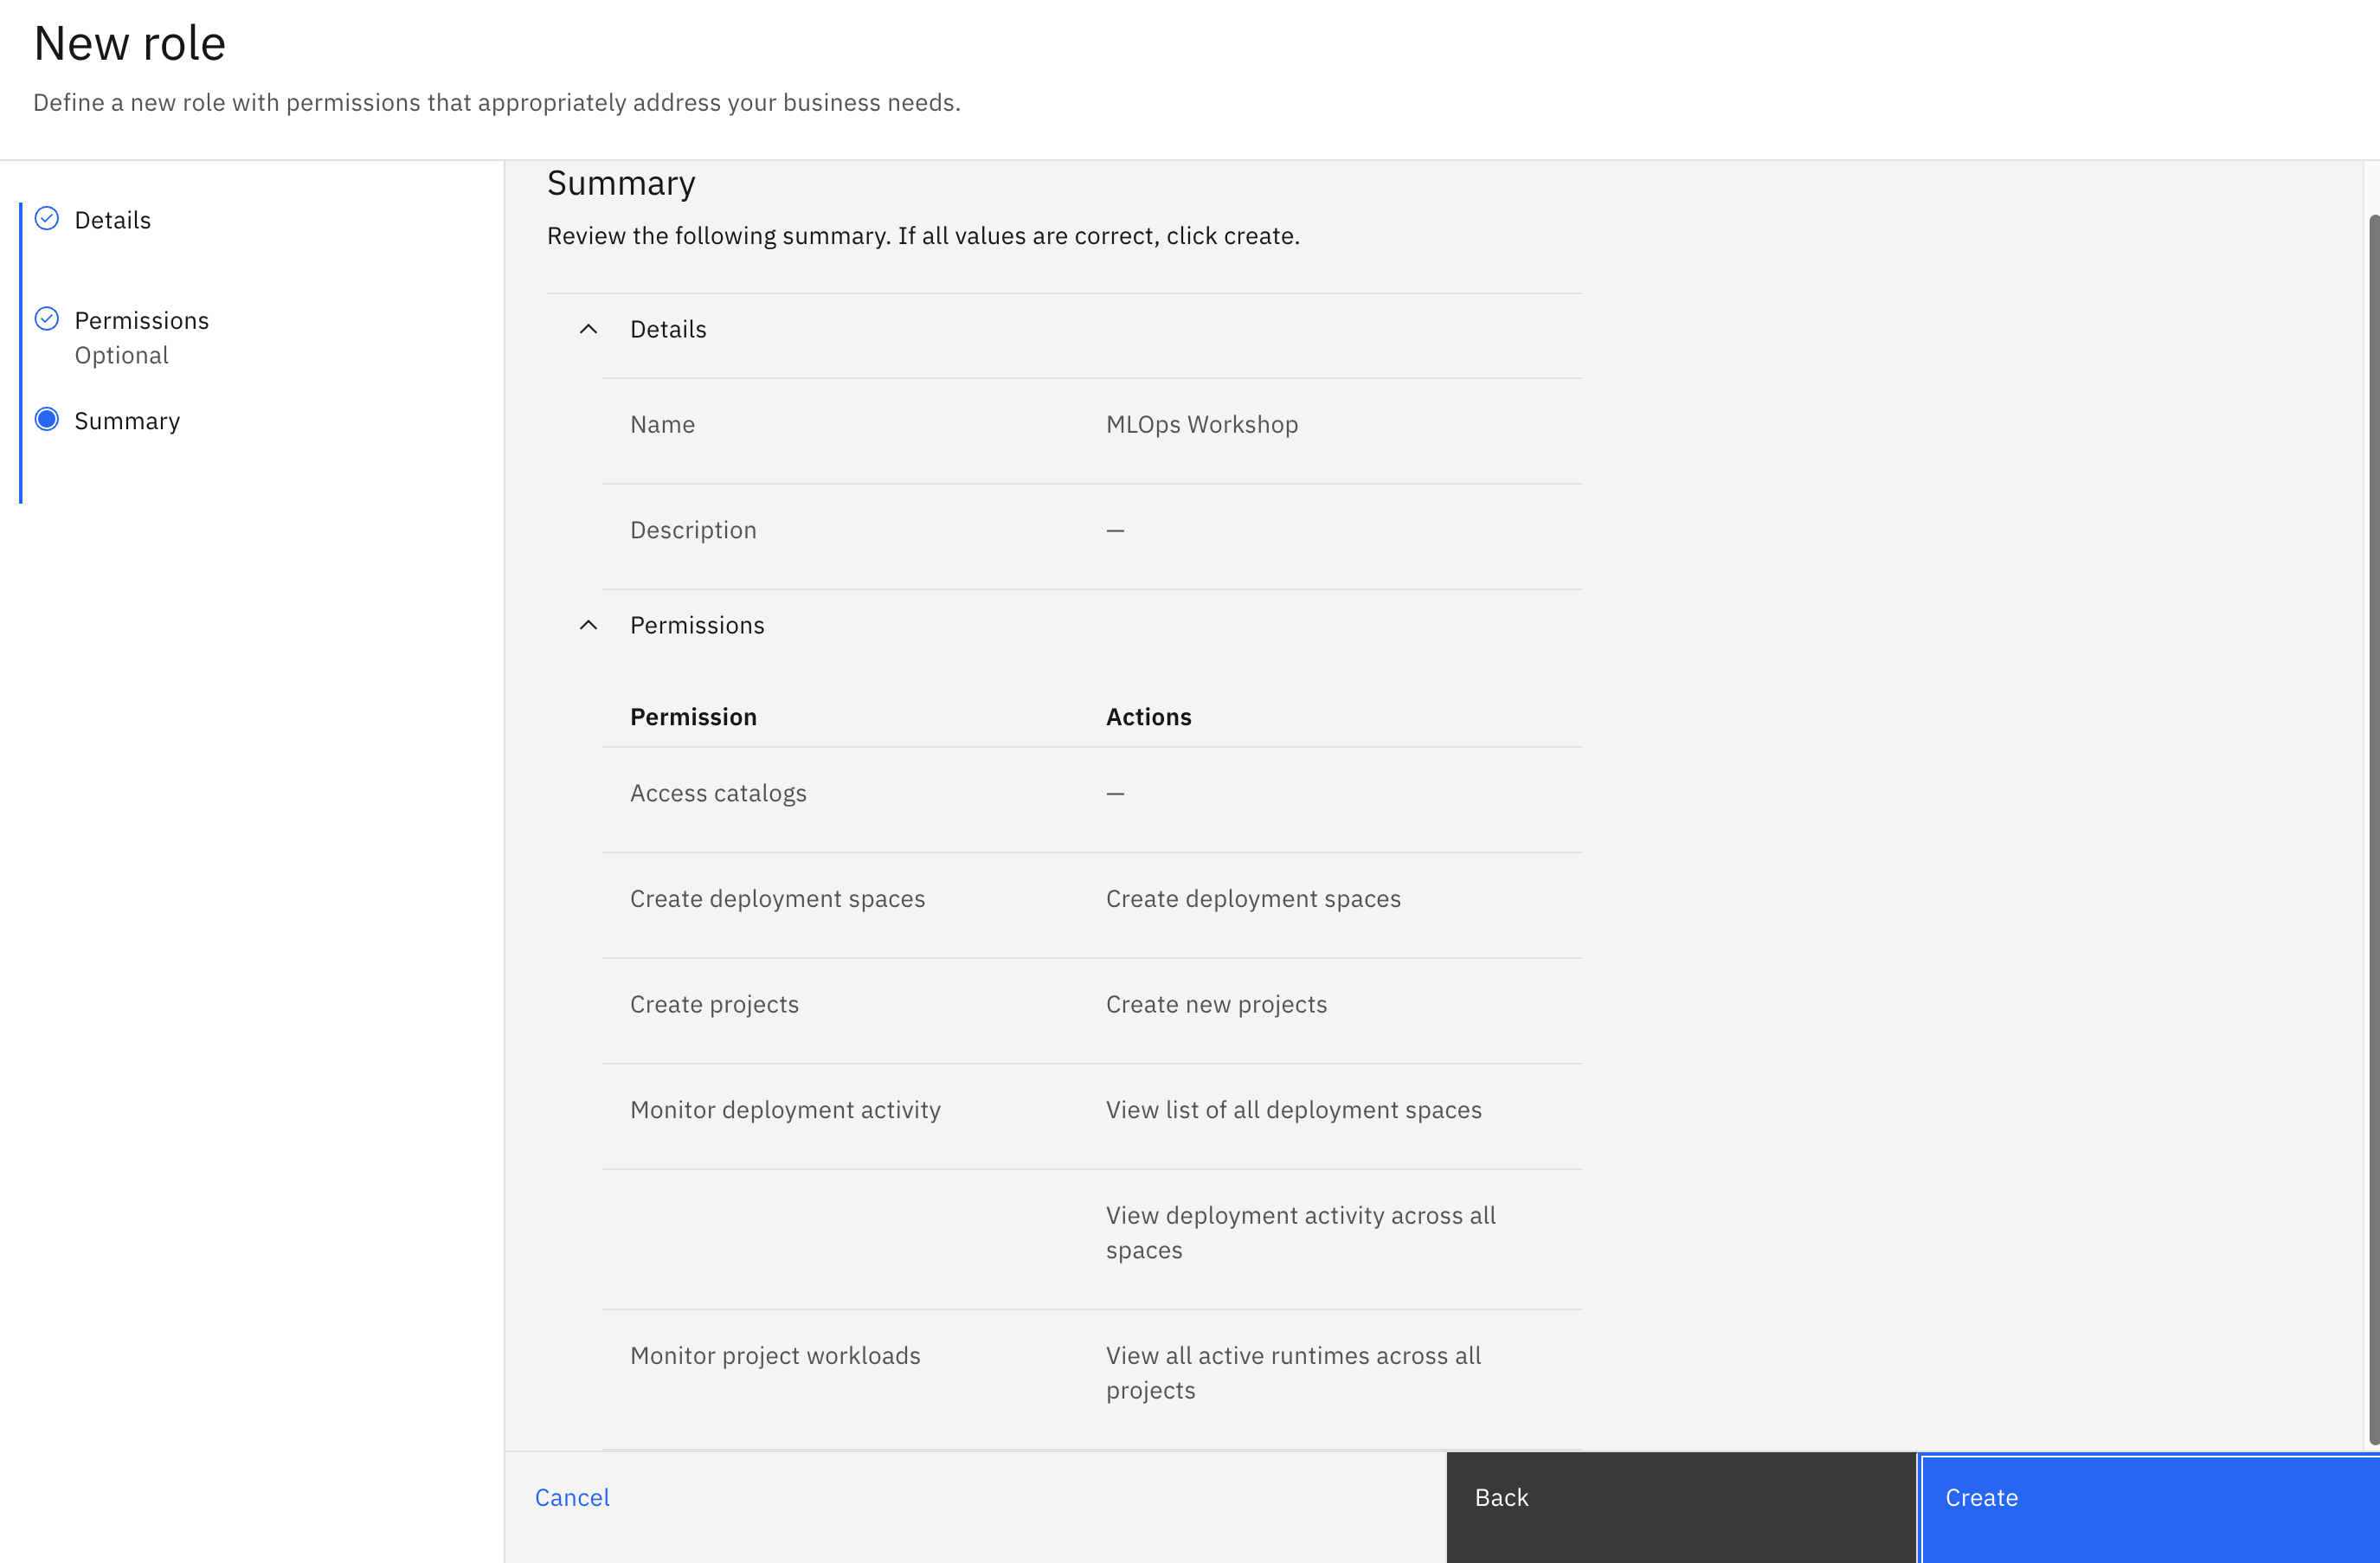 New role
Define a new role with permissions that appropriately address your business needs.
Details
Permissions
Optional
Summary
Summary
Review the following summary. If all values are correct, click create.
Details
Name MLOps Workshop
Description —
Permissions
Permission Actions
Access catalogs —
Create deployment spaces Create deployment spaces
Create projects Create new projects
Monitor deployment activity View list of all deployment spaces
View deployment activity across all
spaces
Monitor project workloads View all active runtimes across all
projects
Cancel Back Create